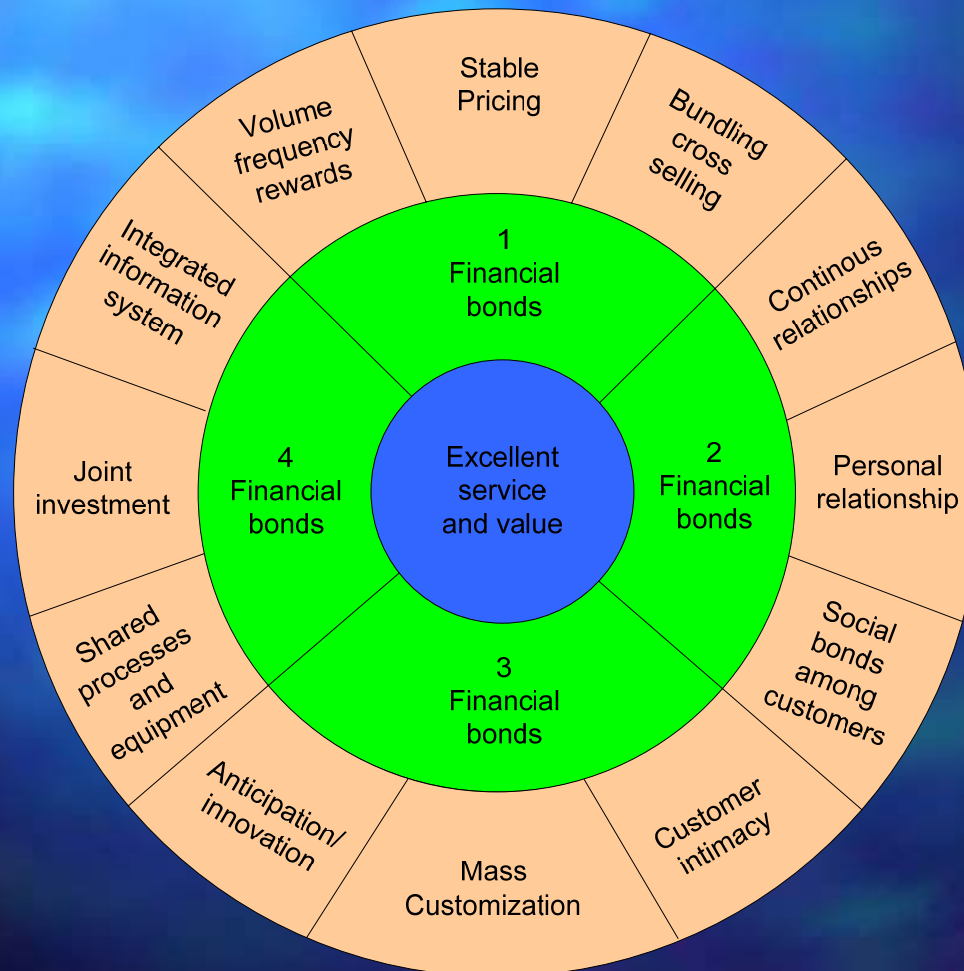 Stable
Pricing
Bundling
cross
selling
Continous
relationships
Personal
relationship
Social
bonds
among
customers
Customer
intimacy
Mass
Customization
Anticipation/
innovation
Shared
processes
and
equipment
Joint
investment
Integrated
information
system
Volume
frequency
rewards
1
Financial
bonds
2
Financial
bonds
3
Financial
bonds
4
Financial
bonds
Excellent
service
and value